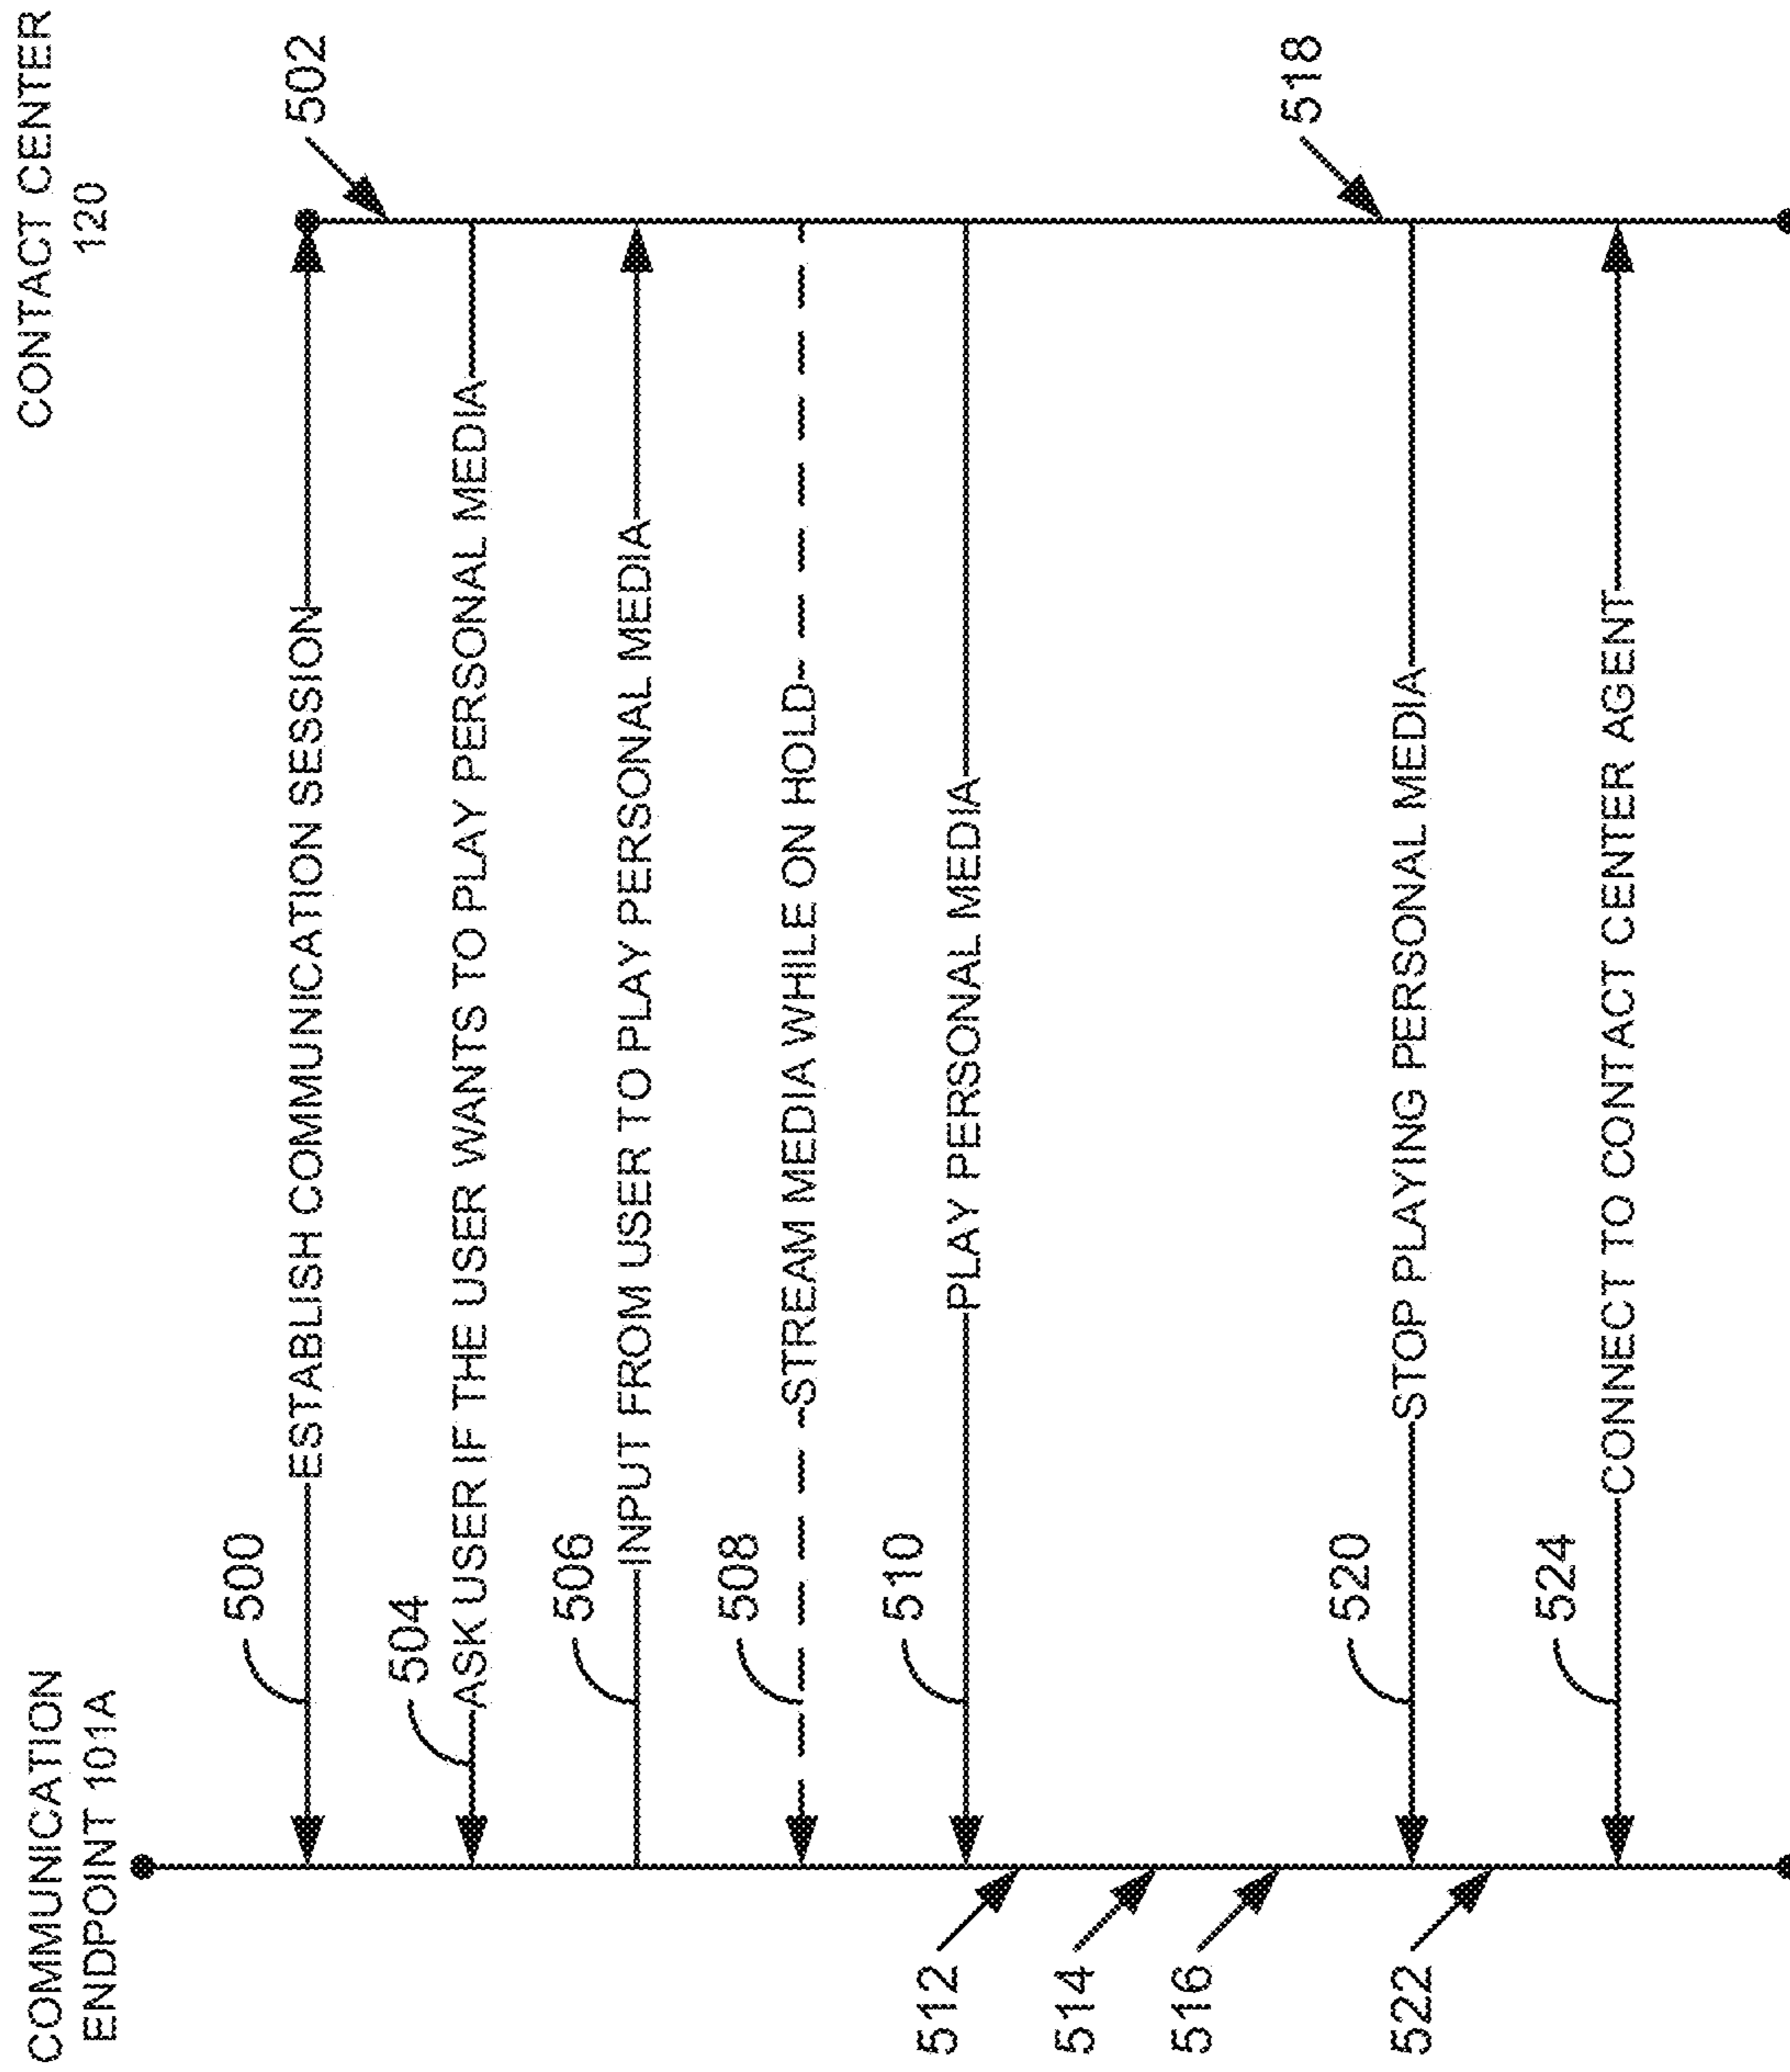 COMMUNICATION
ENDPOINT 101A
CONTACT CENTER
120
500
ESTABLISH COMMUNICATION SESSION
502
504
ASK USER IF THE USER WANTS TO PLAY PERSONAL MEDIA
506
INPUT FROM USER TO PLAY PERSONAL MEDIA
508
STREAM MEDIA WHILE ON HOLD
510
PLAY PERSONAL MEDIA
512
514
516
518
520
STOP PLAYING PERSONAL MEDIA
522
524
CONNECT TO CONTACT CENTER AGENT